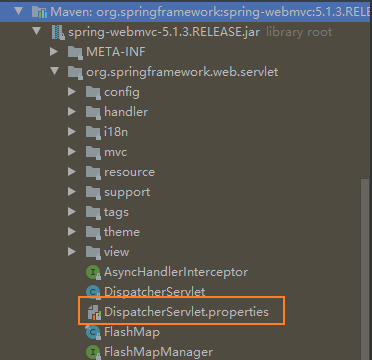 Maven: org.springframework:spring-webmvc:5.1.3.RELEASE
spring-webmvc-5.1.3.RELEASE.jar library root
META-INF
org.springframework.web.servlet
config
handler
i18n
mvc
resource
support
tags
theme
view
AsyncHandlerInterceptor
DispatcherServlet
DispatcherServlet.properties
FlashMap
FlashMapManager